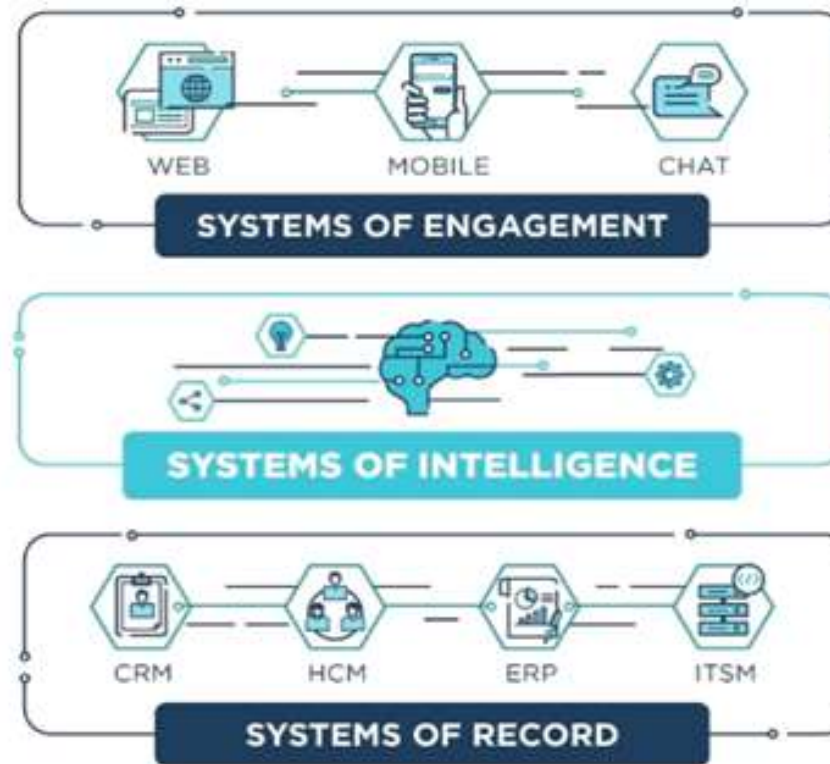 WEB
MOBILE
CHAT
SYSTEMS OF ENGAGEMENT
SYSTEMS OF INTELLIGENCE
CRM
HCM
ERP
ITSM
SYSTEMS OF RECORD